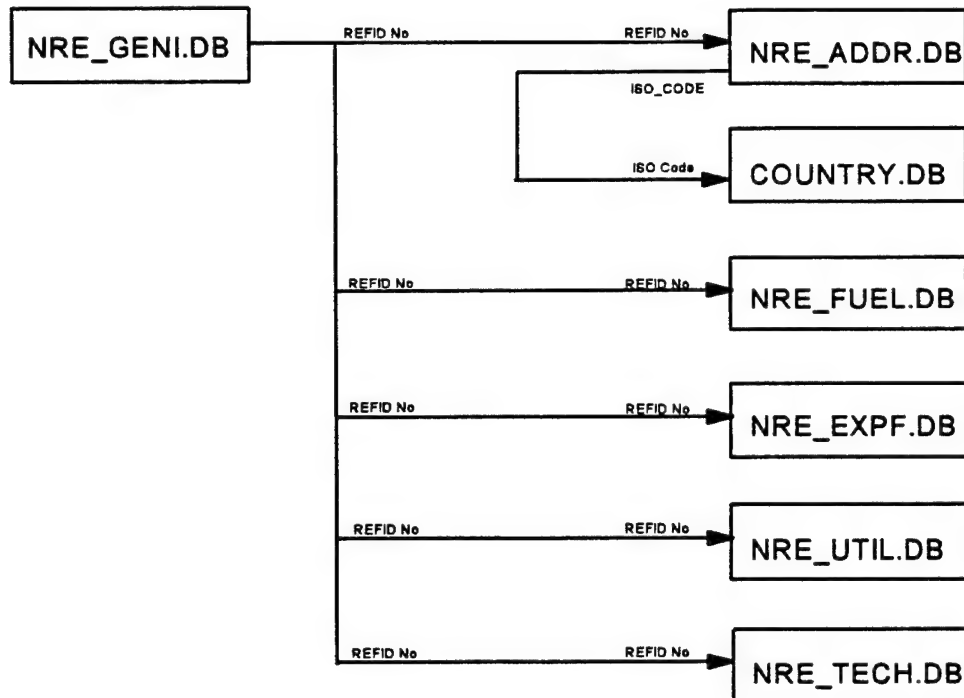 NRE_GENI.DB
REFID No REFID No
NRE_ADDR.DB
ISO_CODE
ISO Code
COUNTRY.DB
REFID No REFID No
NRE_FUEL.DB
REFID No REFID No
NRE_EXPF.DB
REFID No REFID No
NRE_UTIL.DB
REFID No REFID No
NRE_TECH.DB